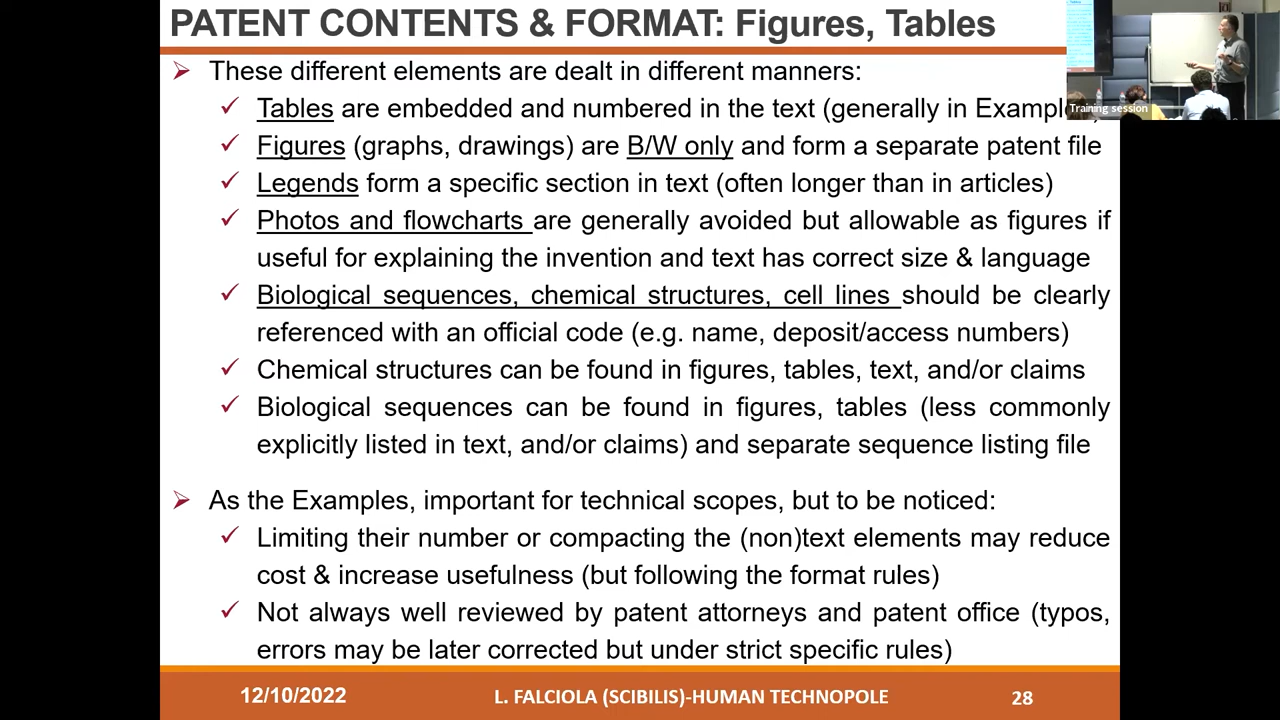 PATENT CONTENTS & FORMAT: Figures, Tables
These different elements are dealt in different manners:
Tables are embedded and numbered in the text (generally in
Training session
Figures (graphs, drawings) are B/W only and form a separate patent file
Legends form a specific section in text (often longer than in articles)
Photos and flowcharts are generally avoided but allowable as figures if
useful for explaining the invention and text has correct size & language
Biological sequences, chemical structures, cell lines should be clearly
referenced with an official code (e.g. name, deposit/access numbers)
Chemical structures can be found in figures, tables, text, and/or claims
Biological sequences can be found in figures, tables (less commonly
explicitly listed in text, and/or claims) and separate sequence listing file
As the Examples, important for technical scopes, but to be noticed:
Limiting their number or compacting the (non)text elements may reduce
cost & increase usefulness (but following the format rules)
Not always well reviewed by patent attorneys and patent office (typos,
errors may be later corrected but under strict specific rules)
12/10/2022 L. FALCIOLA (SCIBILIS)-HUMAN TECHNOPOLE 28